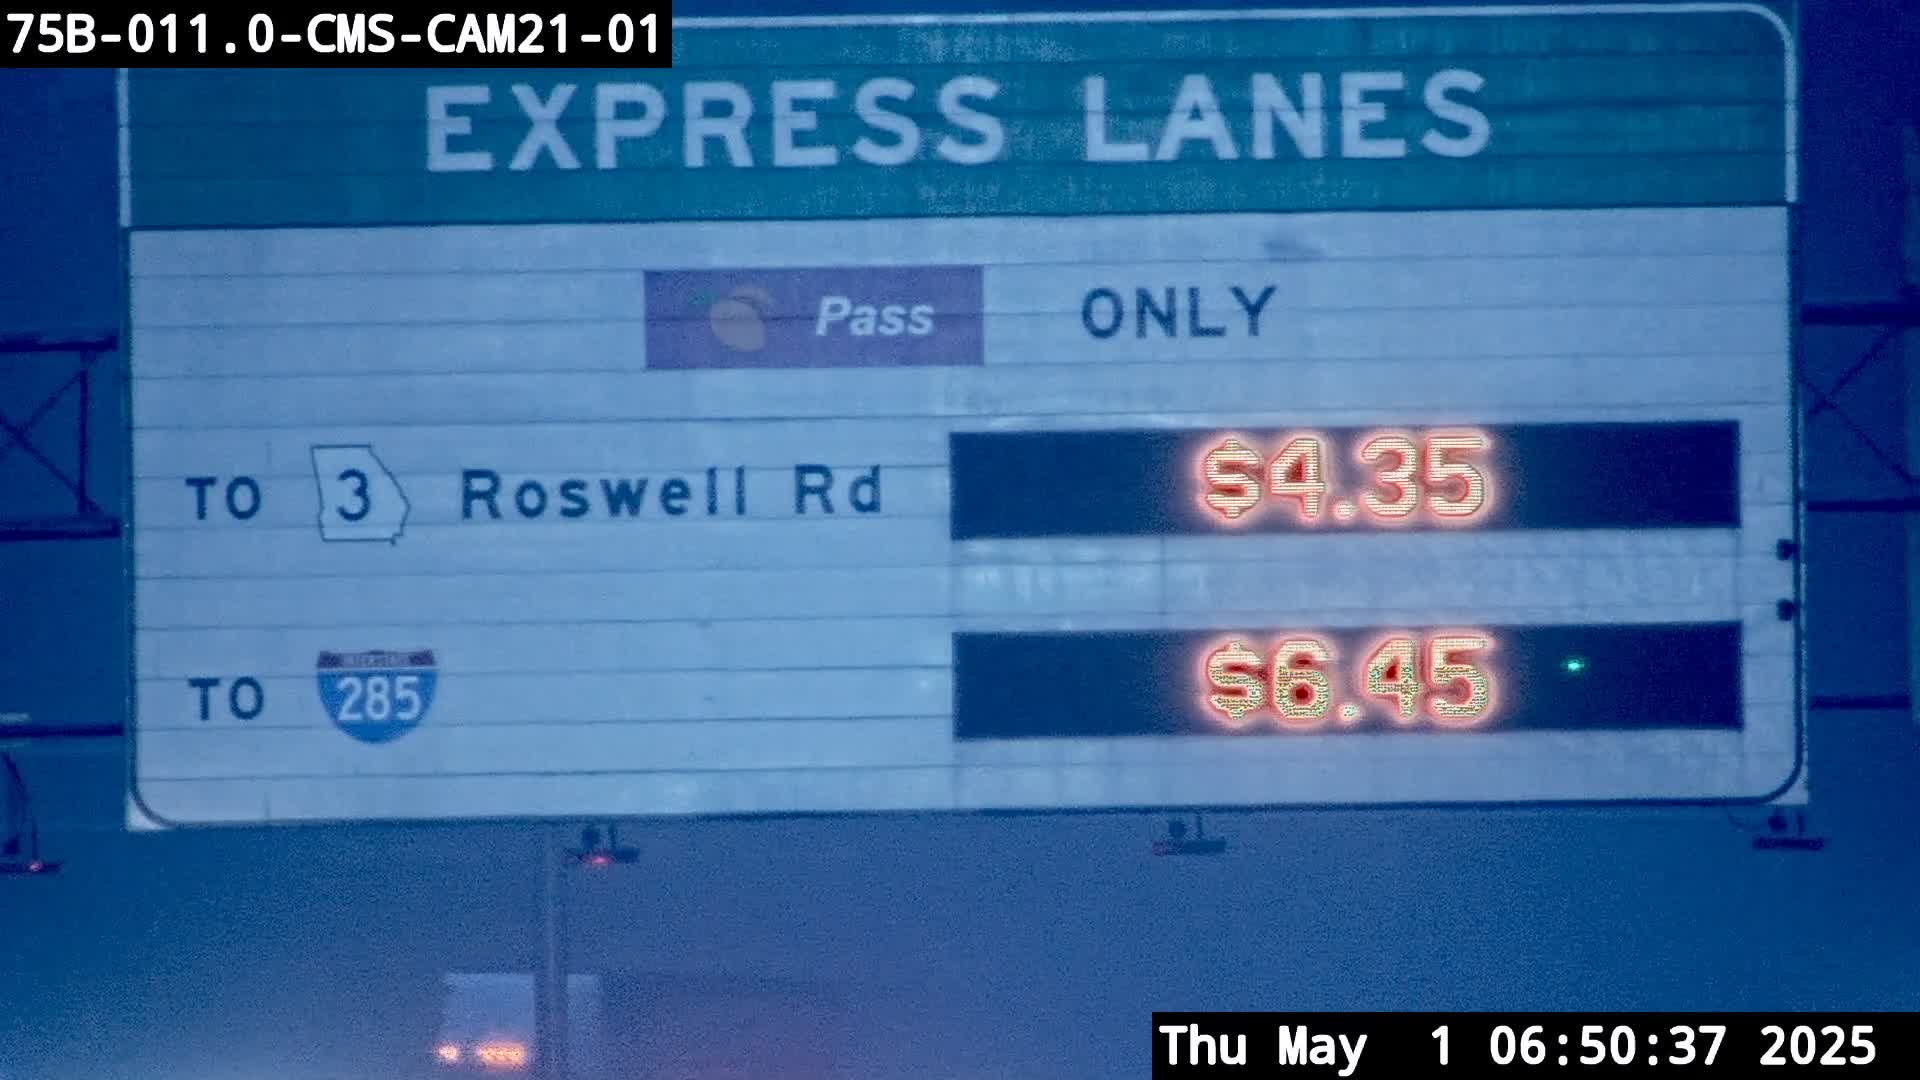 75B-011.0-CMS-CAM21-01
EXPRESS LANES
Pass ONLY
TO 3 Roswell Rd $4.35
TO 285 $6.45
Thu May 1 06:50:37 2025